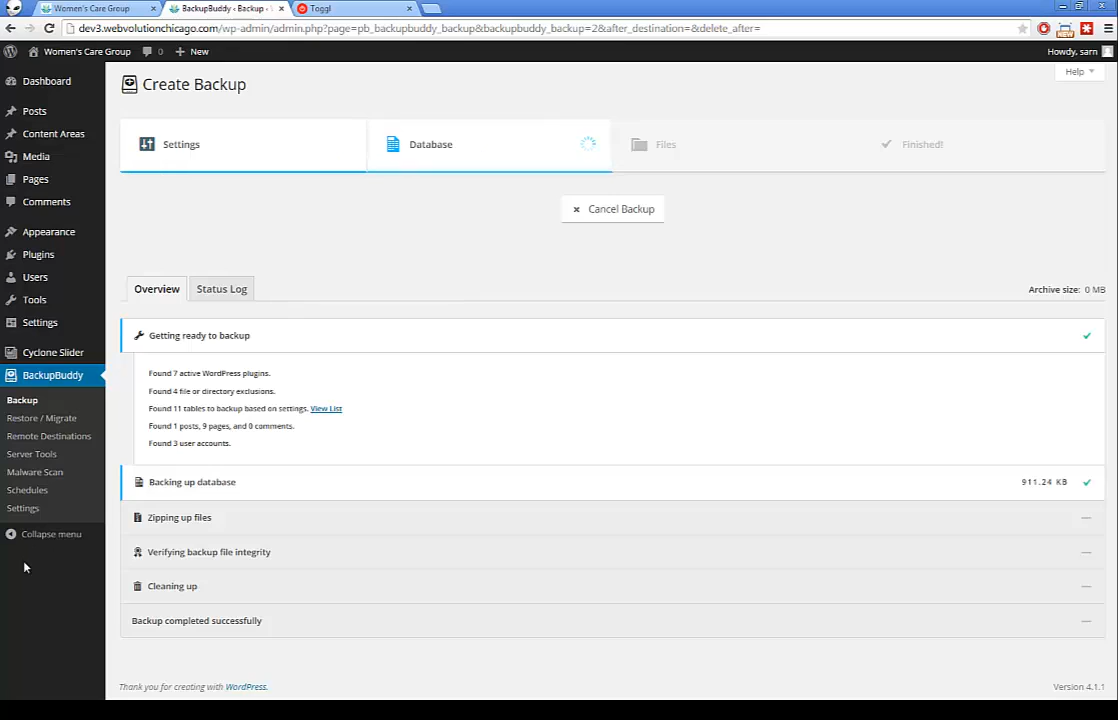 Women's Care Group
BackupBuddy ‹ Backup ‹
Toggl
dev3.webvolutionchicago.com/wp-admin/admin.php?page=pb_backupbuddy_backup&backupbuddy_backup=2&after_destination=&delete_after=
NEW
Women's Care Group
0
New
Howdy, sarn
Help
Dashboard
Posts
Content Areas
Media
Pages
Comments
Appearance
Plugins
Users
Tools
Settings
Cyclone Slider
BackupBuddy
Backup
Restore / Migrate
Remote Destinations
Server Tools
Malware Scan
Schedules
Settings
Collapse menu
Create Backup
Settings
Database
Files
Finished!
Cancel Backup
Overview
Status Log
Archive size: 0 MB
Getting ready to backup
Found 7 active WordPress plugins.
Found 4 file or directory exclusions.
Found 11 tables to backup based on settings. View List
Found 1 posts, 9 pages, and 0 comments.
Found 3 user accounts.
Backing up database
911.24 KB
Zipping up files
Verifying backup file integrity
Cleaning up
Backup completed successfully
Thank you for creating with WordPress.
Version 4.1.1